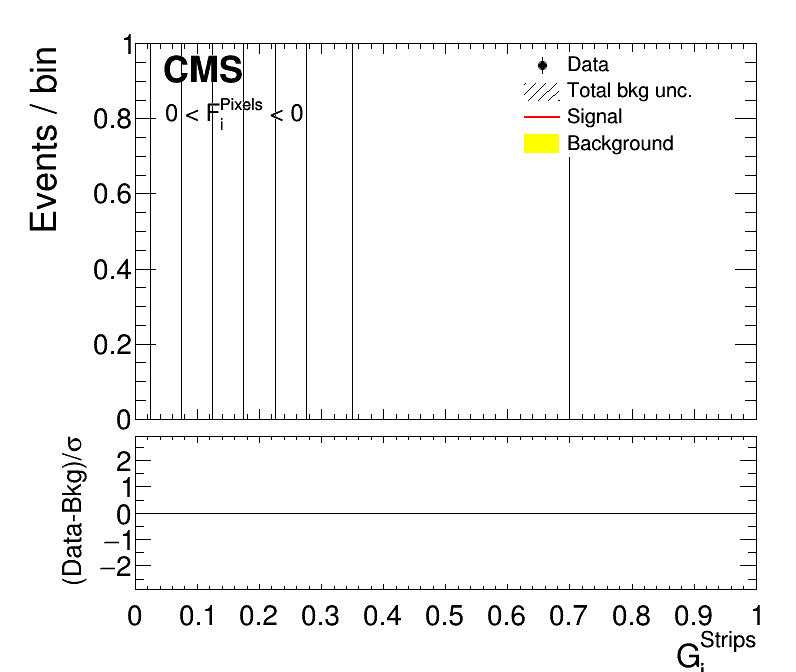 CMS
0 < F_i^Pixels < 0
Data
Total bkg unc.
Signal
Background
Events / bin
1
0.8
0.6
0.4
0.2
0
(Data-Bkg)/σ
2
1
0
−1
−2
0 0.1 0.2 0.3 0.4 0.5 0.6 0.7 0.8 0.9 1
G_i^Strips